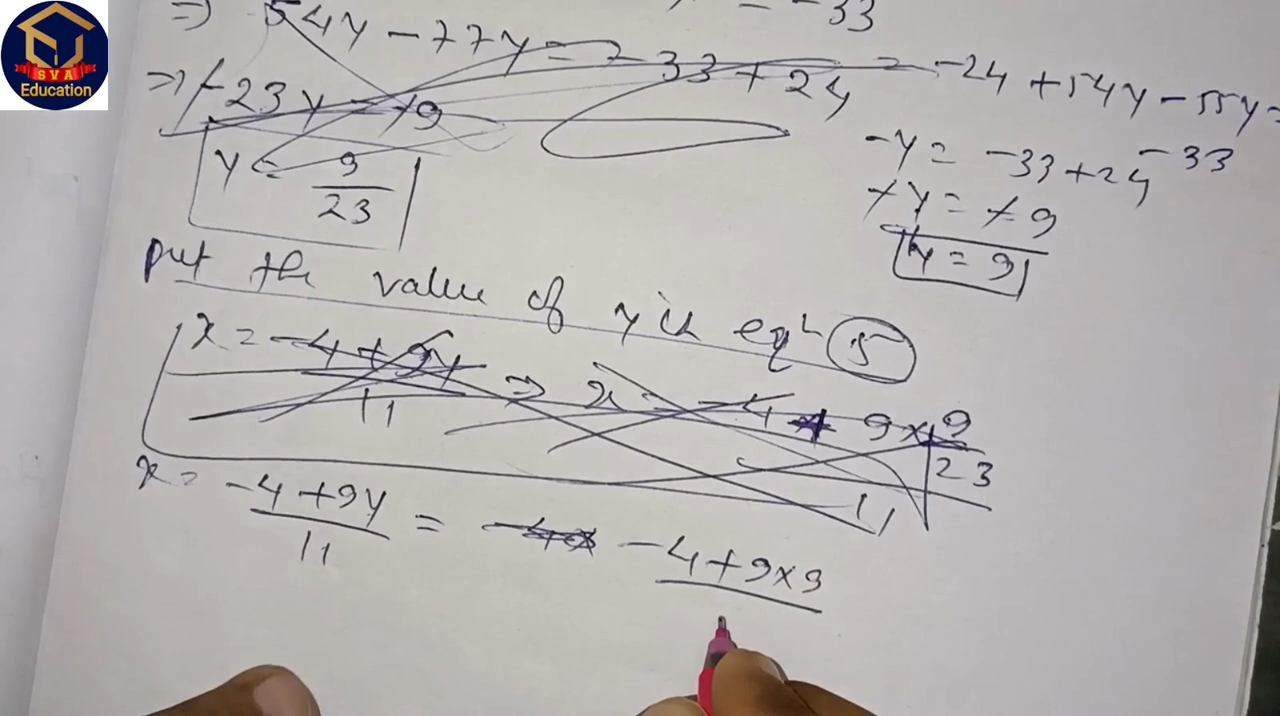 SVA
Education
= -33
⇒ 54y - 77y = -33 + 24
= -24 + 54y - 55y =
-33
⇒ -23y = -9
y = 9/23
-y = -33 + 24
-y = -9
y = 9
put the value of y in eqn 5
x = -4 + 9y / 11 ⇒ x = -4 + 9 × 9/23 / 11
x = -4 + 9y / 11 = -4 + 9 × 9